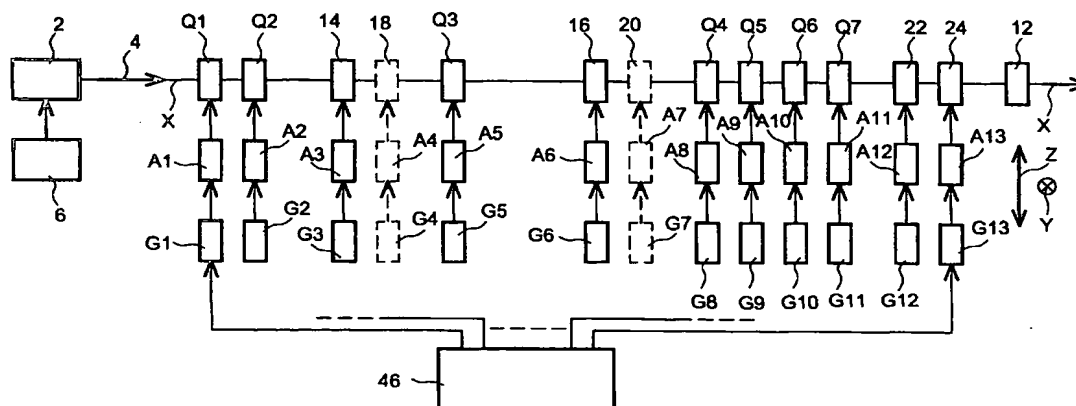 2 4 Q1 Q2 14 18 Q3 16 20 Q4 Q5 Q6 Q7 22 24 12
X X
6 A1 A2 A3 A4 A5 A6 A7 A8 A9 A10 A11 A12 A13 Z
Y
G1 G2 G3 G4 G5 G6 G7 G8 G9 G10 G11 G12 G13
46